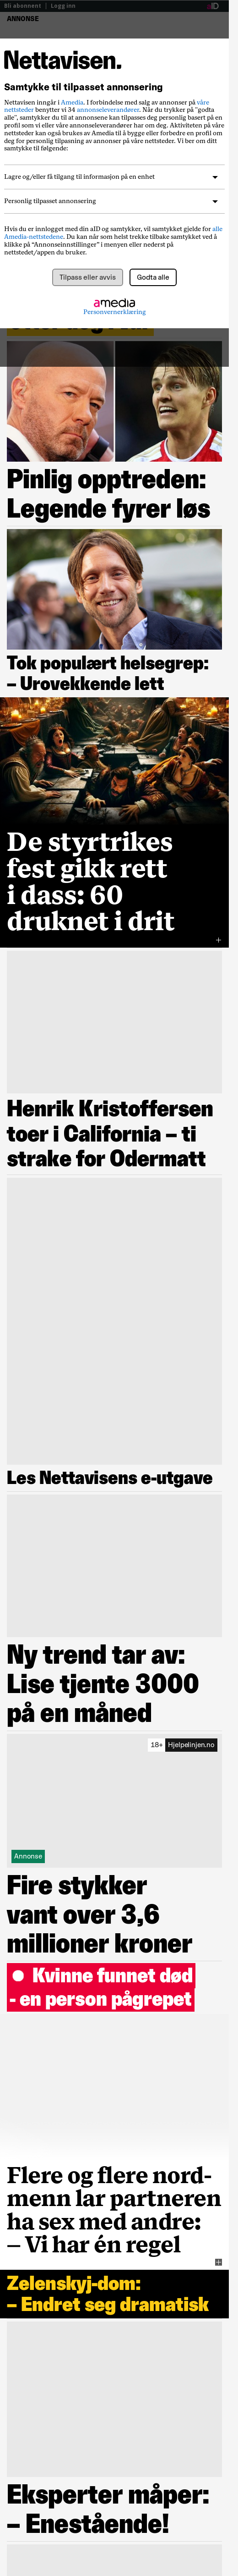 Bli abonnent | Logg inn
ANNONSE
Nettavisen.
Samtykke til tilpasset annonsering
Nettavisen inngår i Amedia. I forbindelse med salg av annonser på våre
nettsteder benytter vi 34 annonseleverandører. Når du trykker på "godta
alle", samtykker du til at annonsene kan tilpasses deg personlig basert på en
profil som vi eller våre annonseleverandører har om deg. Aktiviteten på våre
nettsteder kan også brukes av Amedia til å bygge eller forbedre en profil om
deg for personlig tilpasning av annonser på våre nettsteder. Vi ber om ditt
samtykke til følgende:
Lagre og/eller få tilgang til informasjon på en enhet
Personlig tilpasset annonsering
Hvis du er innlogget med din aID og samtykker, vil samtykket gjelde for alle
Amedia-nettstedene. Du kan når som helst trekke tilbake samtykket ved å
klikke på “Annonseinnstillinger” i menyen eller nederst på
nettstedet/appen du bruker.
Tilpass eller avvis
Godta alle
amedia
Personvernerklæring
Pinlig opptreden:
Legende fyrer løs
Tok populært helsegrep:
– Urovekkende lett
De styrtrikes
fest gikk rett
i dass: 60
druknet i drit
Henrik Kristoffersen
toer i California – ti
strake for Odermatt
Les Nettavisens e-utgave
Ny trend tar av:
Lise tjente 3000
på en måned
18+ Hjelpelinjen.no
Annonse
Fire stykker
vant over 3,6
millioner kroner
Kvinne funnet død
- en person pågrepet
Flere og flere nord-
menn lar partneren
ha sex med andre:
– Vi har én regel
Zelenskyj-dom:
– Endret seg dramatisk
Eksperter måper:
– Enestående!